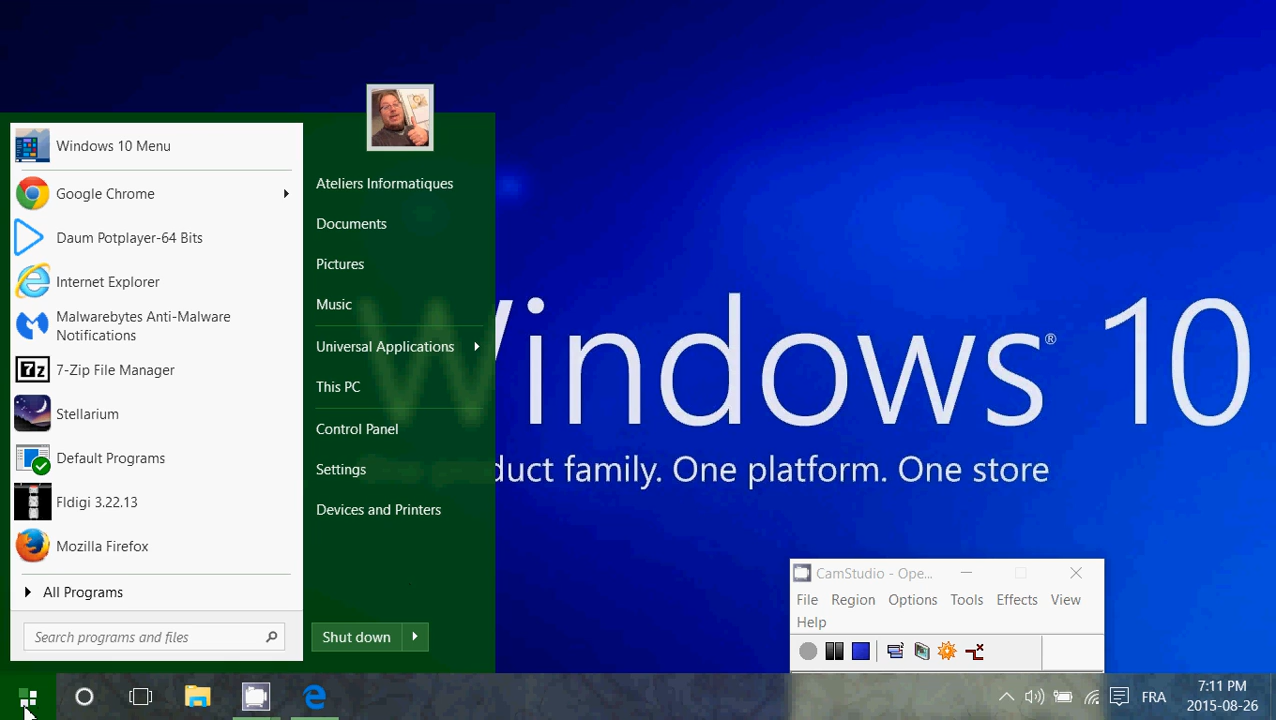 Windows 10 Menu
Google Chrome
Daum Potplayer-64 Bits
Internet Explorer
Malwarebytes Anti-Malware
Notifications
7z
7-Zip File Manager
Stellarium
Default Programs
Fldigi 3.22.13
Mozilla Firefox
All Programs
Search programs and files
Ateliers Informatiques
Documents
Pictures
Music
Universal Applications
This PC
Control Panel
Settings
Devices and Printers
Shut down
Windows® 10
duct family. One platform. One store
CamStudio - Ope...
File Region Options Tools Effects View
Help
FRA
7:11 PM
2015-08-26